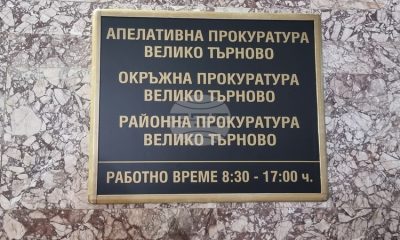 АПЕЛАТИВНА ПРОКУРАТУРА
ВЕЛИКО ТЪРНОВО
ОКРЪЖНА ПРОКУРАТУРА
ВЕЛИКО ТЪРНОВО
РАЙОННА ПРОКУРАТУРА
ВЕЛИКО ТЪРНОВО
РАБОТНО ВРЕМЕ 8:30 - 17:00 ч.